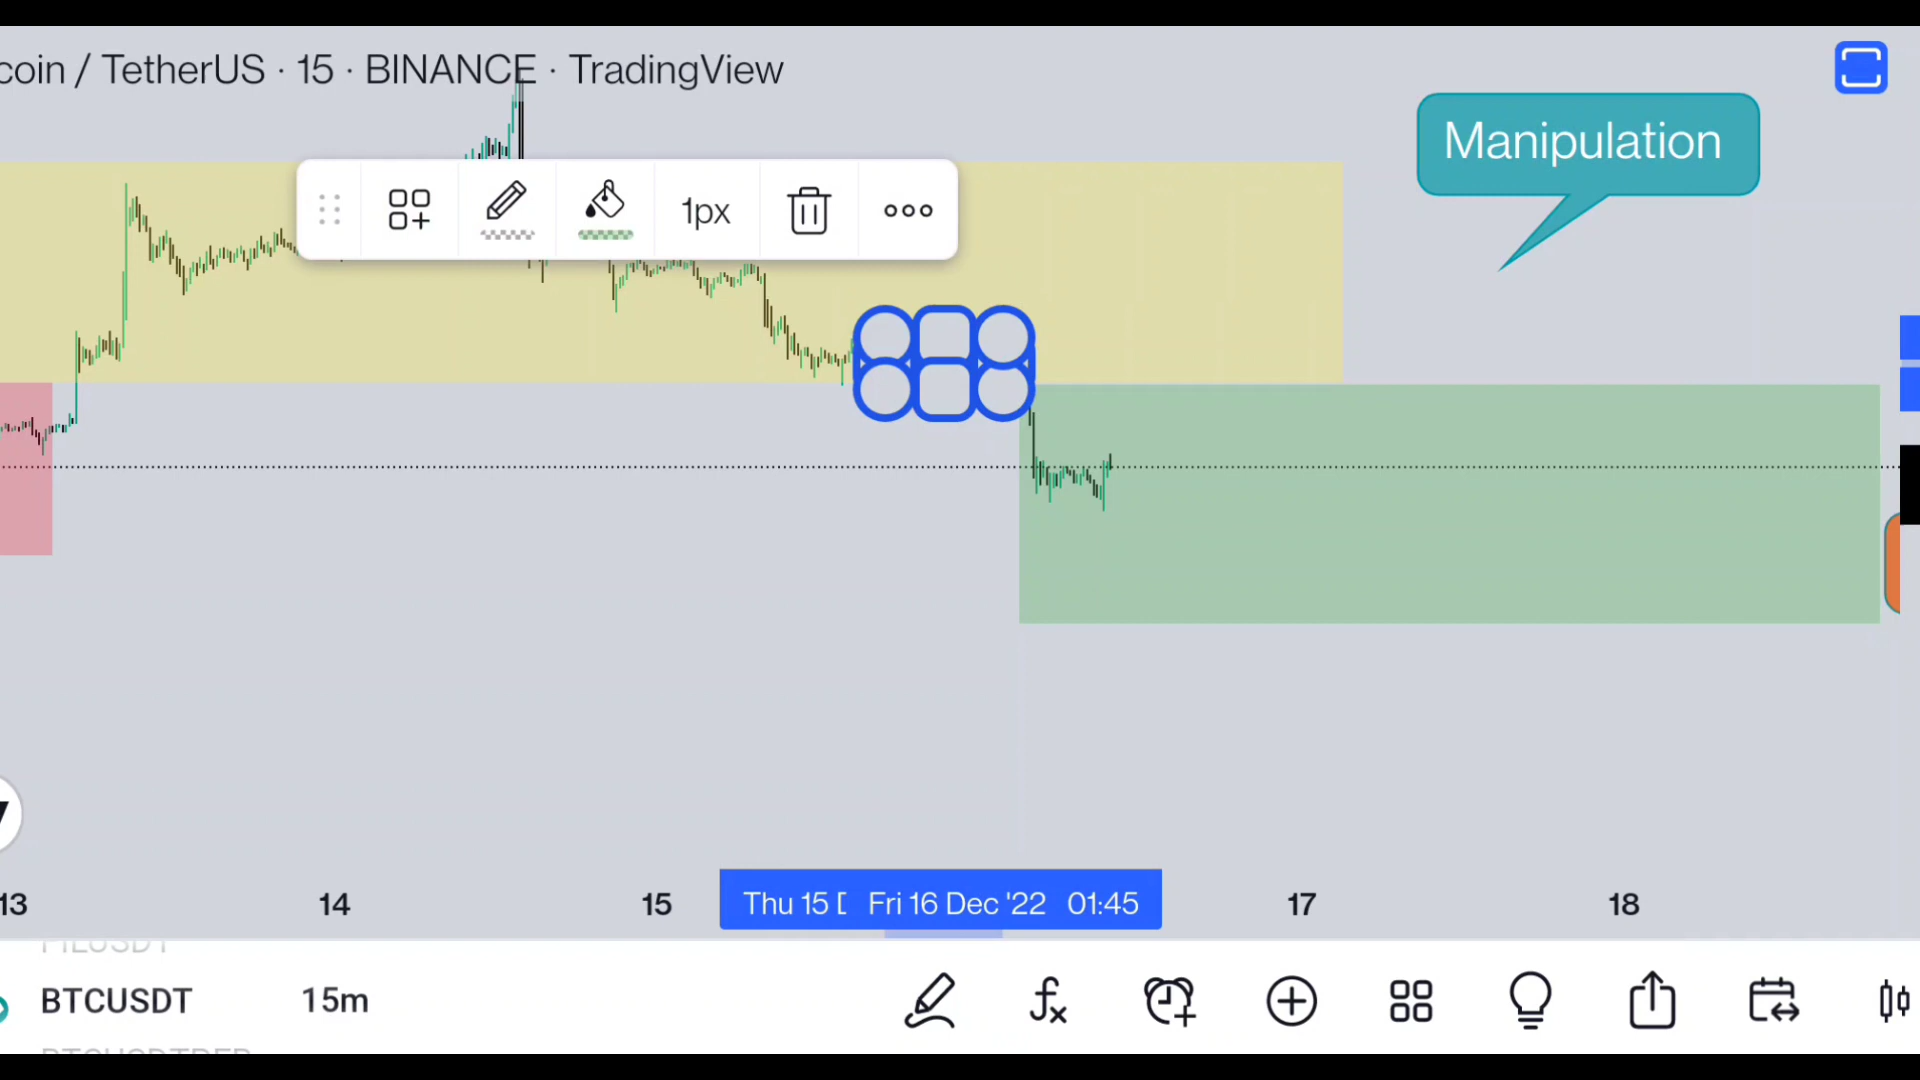 coin / TetherUS · 15 · BINANCE · TradingView
Manipulation
1px
13
14
15
Thu 15 D
Fri 16 Dec '22 01:45
17
18
BTCUSDT
15m